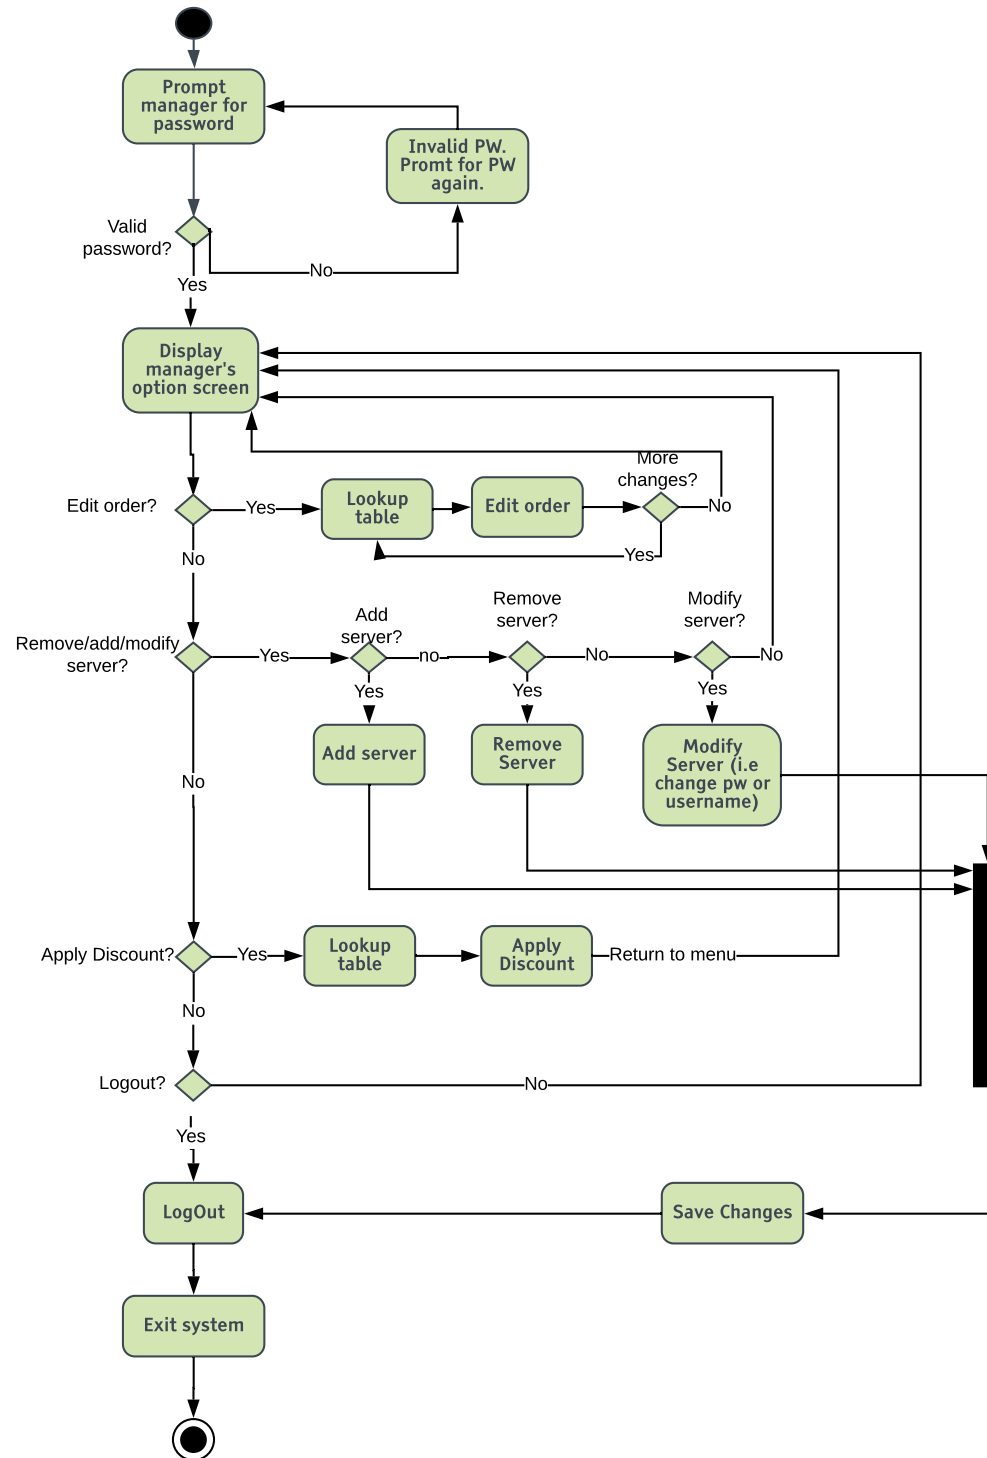 Prompt
manager for
password
Invalid PW.
Promt for PW
again.
Valid
password?
No
Yes
Display
manager's
option screen
More
changes?
Edit order?
Yes
Lookup
table
Edit order
No
Yes
No
Remove
server?
Modify
server?
Add
server?
Remove/add/modify
server?
Yes
no
No
No
Yes
Yes
Yes
Add server
Remove
Server
Modify
Server (i.e
change pw or
username)
No
Apply Discount?
Yes
Lookup
table
Apply
Discount
Return to menu
No
Logout?
No
Yes
LogOut
Save Changes
Exit system